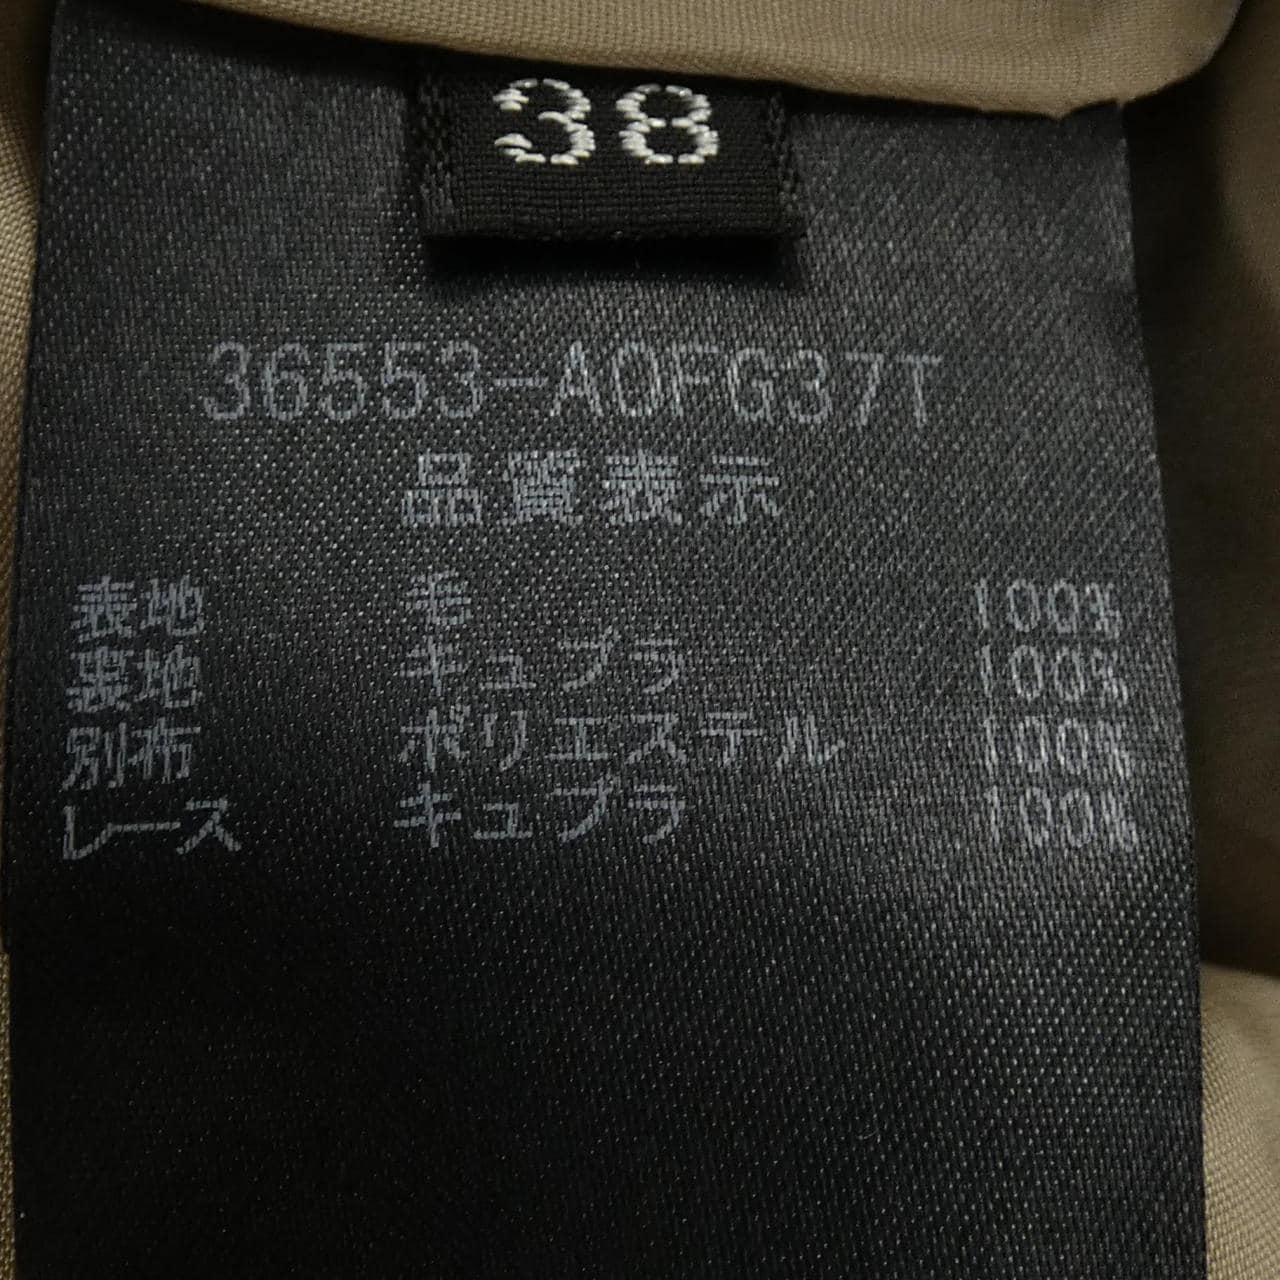 38
36553-A0FG37T
品質表示
表地 毛 100%
裏地 キュプラ 100%
別布 ポリエステル 100%
レース キュプラ 100%